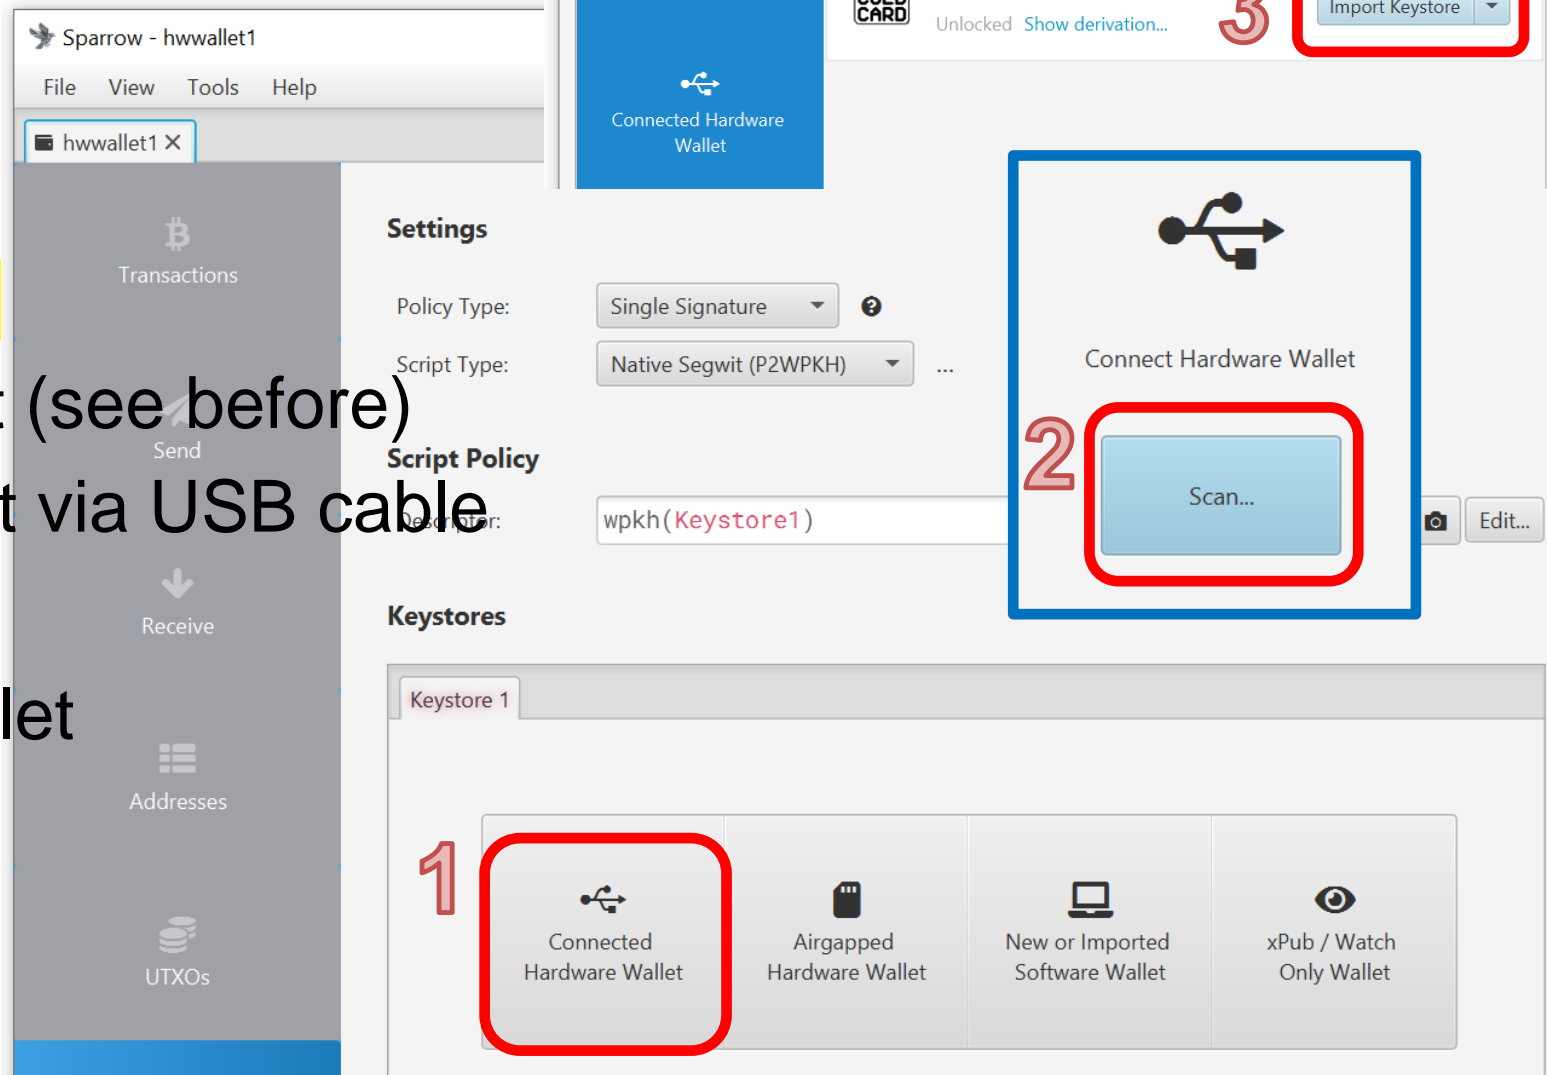 Sparrow - hwwallet1
File View Tools Help
hwwallet1
COLD
CARD
Unlocked Show derivation...
3
Import Keystore
Connected Hardware
Wallet
Transactions
Send
Receive
Addresses
UTXOs
(see before)
via USB cable
Settings
Policy Type: Single Signature
Script Type: Native Segwit (P2WPKH) ...
Script Policy
Descriptor: wpkh(Keystore1) Edit...
Connect Hardware Wallet
2
Scan...
Keystores
Keystore 1
1
Connected
Hardware Wallet
Airgapped
Hardware Wallet
New or Imported
Software Wallet
xPub / Watch
Only Wallet